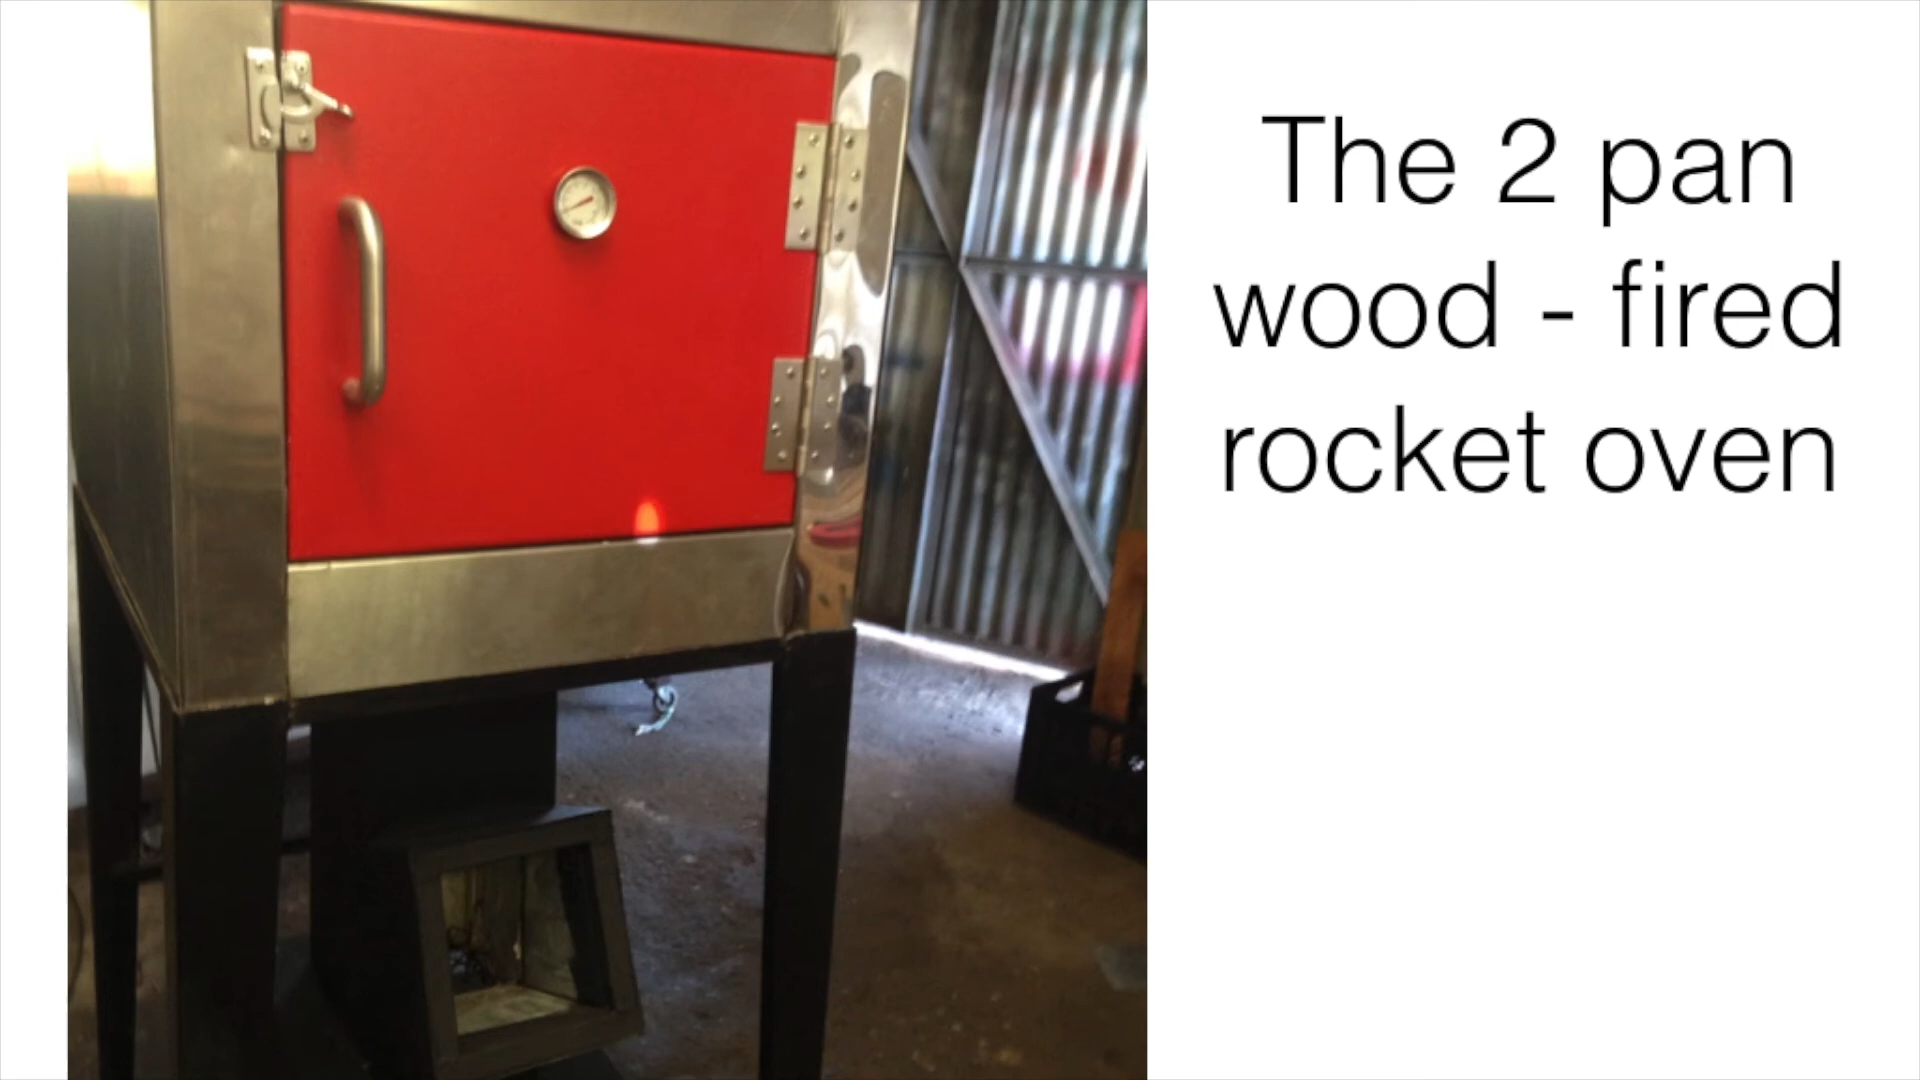 The 2 pan
wood - fired
rocket oven